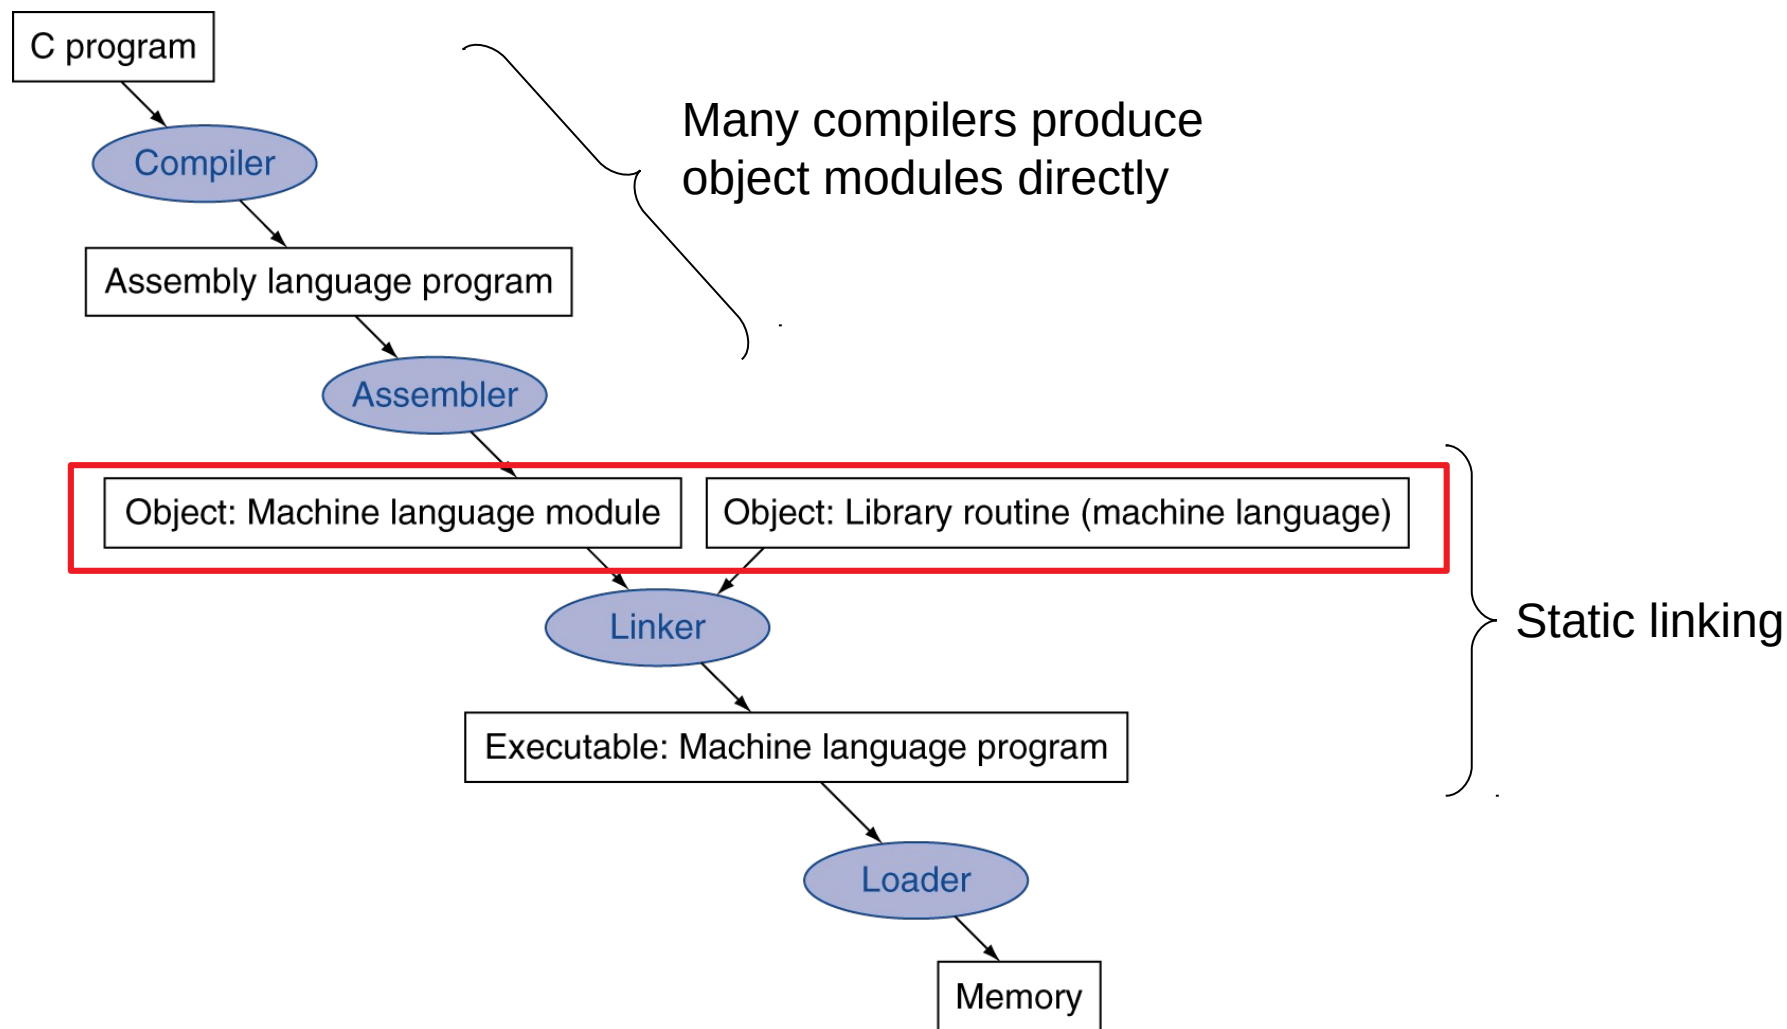 C program
Many compilers produce
object modules directly
Compiler
Assembly language program
Assembler
Object: Machine language module
Object: Library routine (machine language)
Linker
Static linking
Executable: Machine language program
Loader
Memory